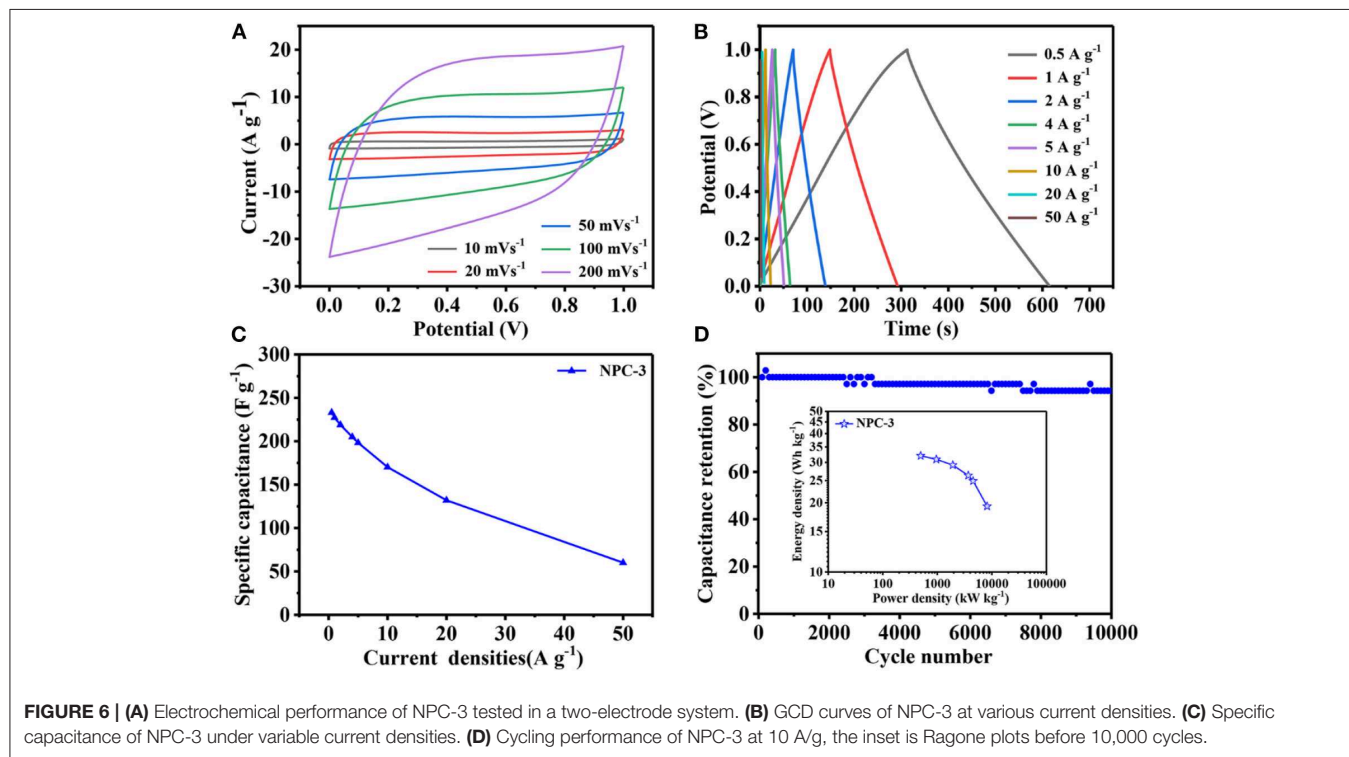 A
Current (A g⁻¹)
20
10
0
-10
-20
-30
50 mVs⁻¹
10 mVs⁻¹
100 mVs⁻¹
20 mVs⁻¹
200 mVs⁻¹
0.0 0.2 0.4 0.6 0.8 1.0
Potential (V)
B
Potential (V)
1.0
0.8
0.6
0.4
0.2
0.0
0.5 A g⁻¹
1 A g⁻¹
2 A g⁻¹
4 A g⁻¹
5 A g⁻¹
10 A g⁻¹
20 A g⁻¹
50 A g⁻¹
0 100 200 300 400 500 600 700
Time (s)
C
Specific capacitance (F g⁻¹)
300
250
200
150
100
50
0
NPC-3
0 10 20 30 40 50
Current densities(A g⁻¹)
D
Capacitance retention (%)
100
80
60
40
20
0
Energy density (Wh kg⁻¹)
50
45
40
35
30
25
20
15
10
NPC-3
10 100 1000 10000 100000
Power density (kW kg⁻¹)
0 2000 4000 6000 8000 10000
Cycle number
FIGURE 6 | (A) Electrochemical performance of NPC-3 tested in a two-electrode system. (B) GCD curves of NPC-3 at various current densities. (C) Specific
capacitance of NPC-3 under variable current densities. (D) Cycling performance of NPC-3 at 10 A/g, the inset is Ragone plots before 10,000 cycles.